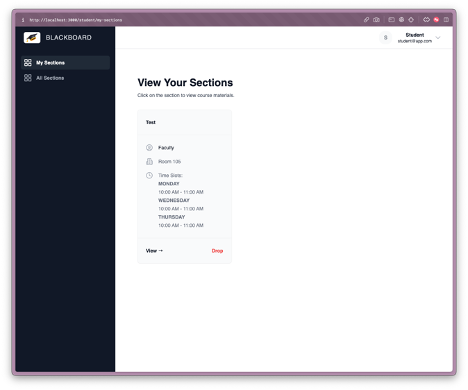 http://localhost:3000/student/my-sections
BLACKBOARD
S
Student
student@app.com
My Sections
All Sections
View Your Sections
Click on the section to view course materials.
Test
Faculty
Room 105
Time Slots:
MONDAY
10:00 AM - 11:00 AM
WEDNESDAY
10:00 AM - 11:00 AM
THURSDAY
10:00 AM - 11:00 AM
View →
Drop